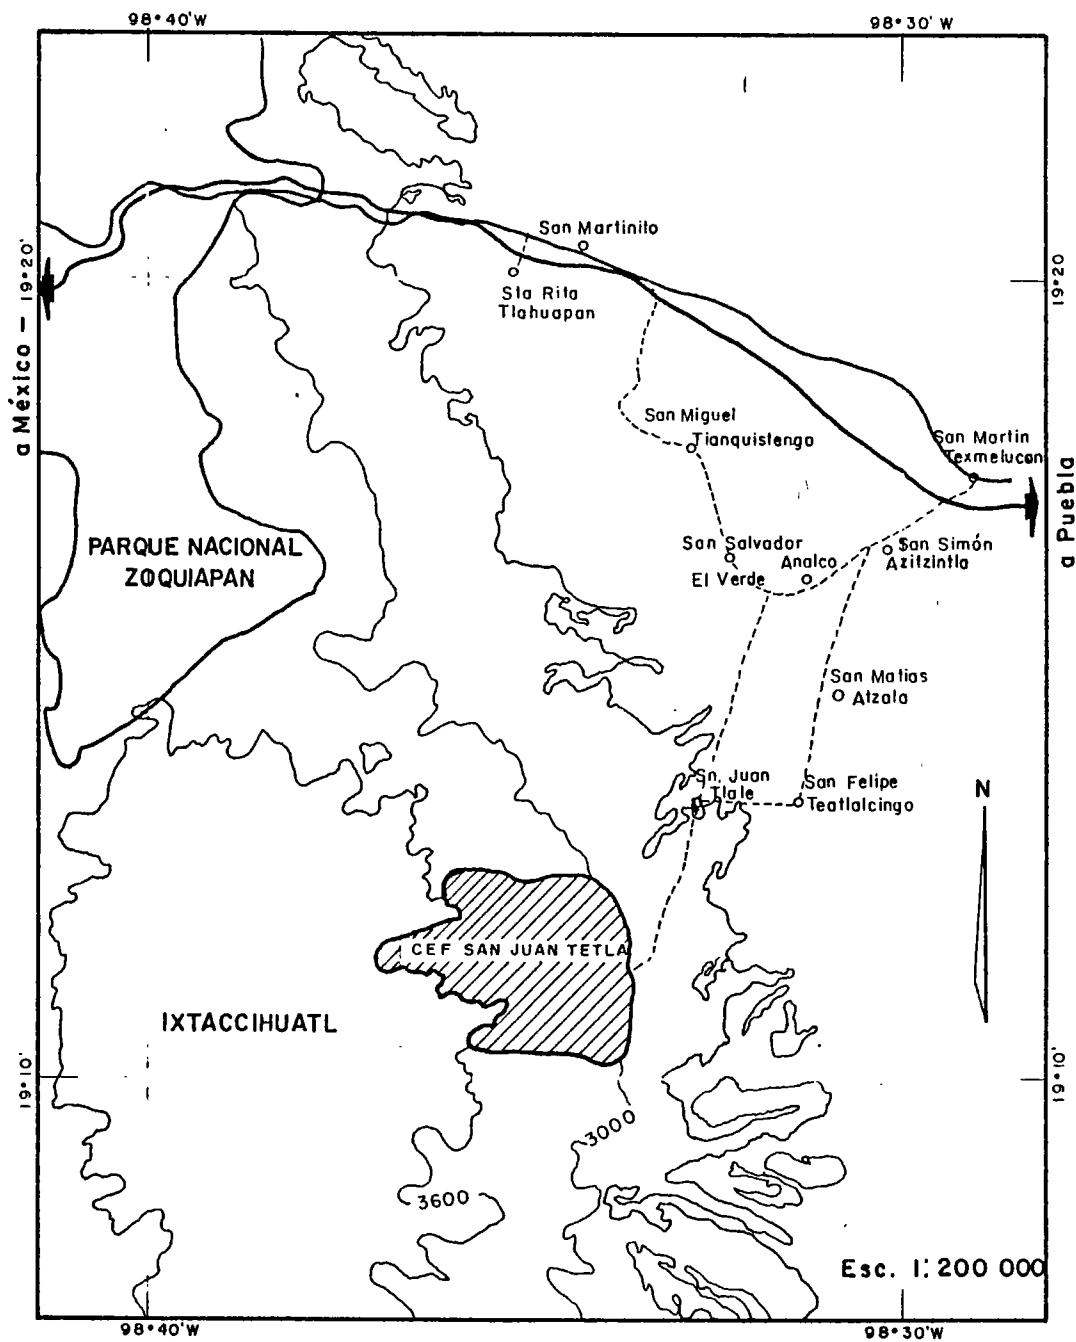 98°40'W
98°30'W
San Martinilo
Sta Rita
Tlahuapan
19°20'
19°20
a México
San Miguel
Tianquistengo
San Martin
Texmelucan
a Puebla
San Salvador
El Verde
Analco
San Simón
Azitzintla
PARQUE NACIONAL
ZOQUIAPAN
San Matias
Atzala
Sn. Juan
Tlale
San Felipe
Teatlalcingo
N
CEF SAN JUAN TETLA
IXTACCIHUATL
19°10'
19°10'
3000
3600
Esc. 1:200 000
98°40'W
98°30'W